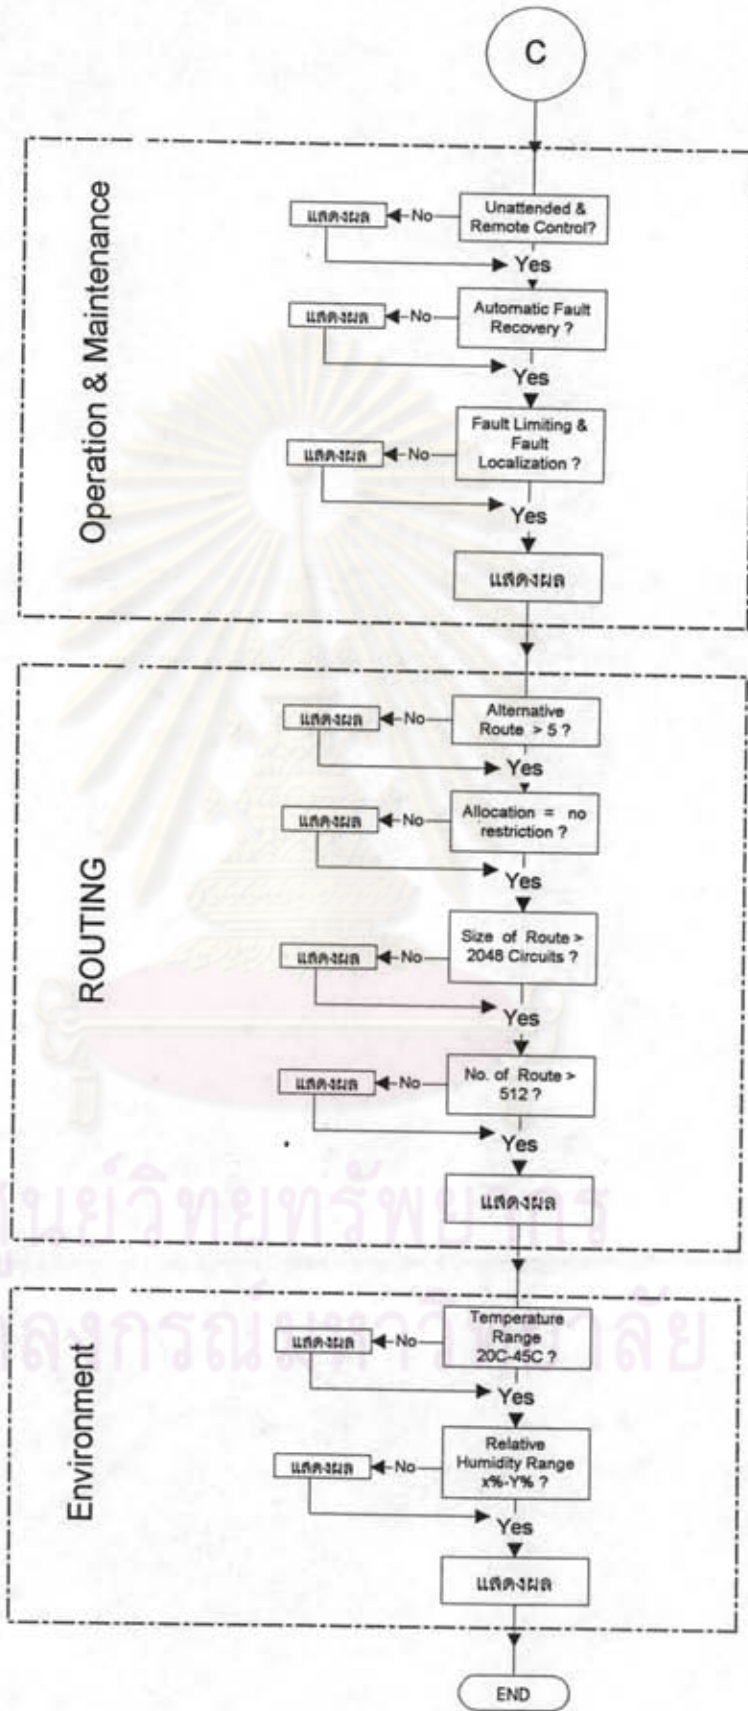 C
Operation & Maintenance
Unattended &
Remote Control?
No
แสดงผล
Yes
Automatic Fault
Recovery ?
No
แสดงผล
Yes
Fault Limiting &
Fault
Localization ?
No
แสดงผล
Yes
แสดงผล
ROUTING
Alternative
Route > 5 ?
No
แสดงผล
Yes
Allocation = no
restriction ?
No
แสดงผล
Yes
Size of Route >
2048 Circuits ?
No
แสดงผล
Yes
No. of Route >
512 ?
No
แสดงผล
Yes
แสดงผล
Environment
Temperature
Range
20C-45C ?
No
แสดงผล
Yes
Relative
Humidity Range
x%-Y% ?
No
แสดงผล
Yes
แสดงผล
END